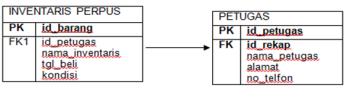 INVENTARIS PERPUS
PK id_barang
FK1 id_petugas
nama_inventaris
tgl_beli
kondisi
PETUGAS
PK id_petugas
FK id_rekap
nama_petugas
alamat
no_telfon